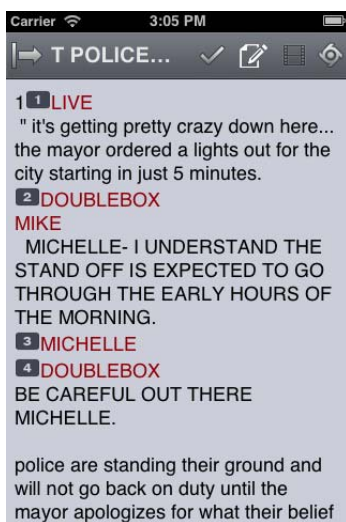 Carrier 3:05 PM
T POLICE...
1 1 LIVE
" it's getting pretty crazy down here...
the mayor ordered a lights out for the
city starting in just 5 minutes.
2 DOUBLEBOX
MIKE
MICHELLE- I UNDERSTAND THE
STAND OFF IS EXPECTED TO GO
THROUGH THE EARLY HOURS OF
THE MORNING.
3 MICHELLE
4 DOUBLEBOX
BE CAREFUL OUT THERE
MICHELLE.
police are standing their ground and
will not go back on duty until the
mayor apologizes for what their belief